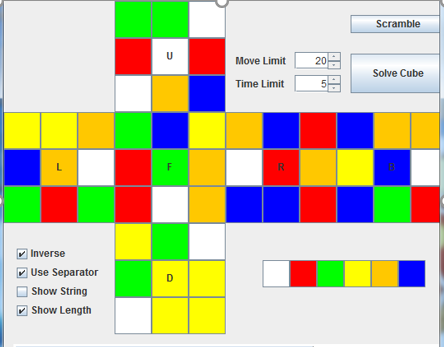 Scramble
U
Move Limit 20
Time Limit 5
Solve Cube
L F R B
Inverse
Use Separator
D
Show String
Show Length